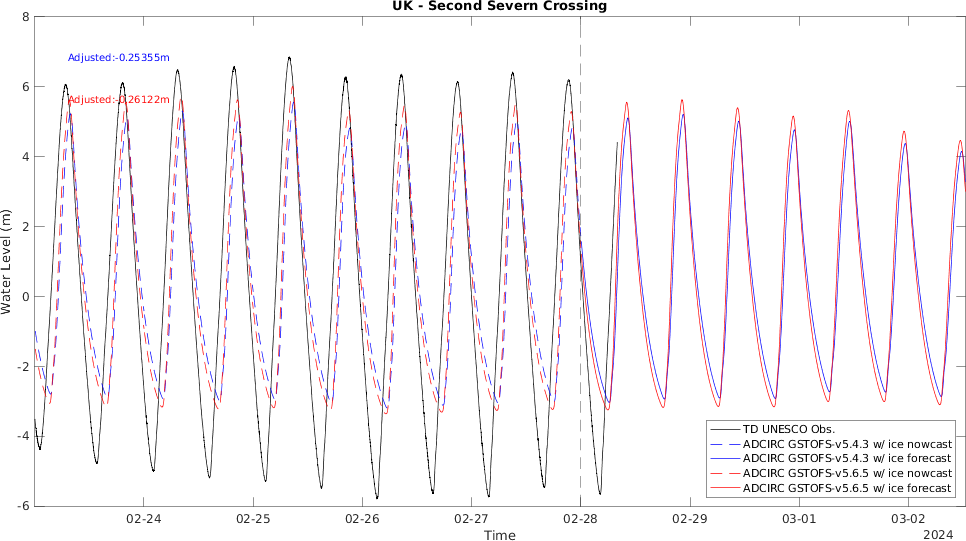 UK - Second Severn Crossing
8
6
4
2
0
-2
-4
-6
Water Level (m)
Adjusted:-0.25355m
Adjusted:-0.26122m
TD UNESCO Obs.
ADCIRC GSTOFS-v5.4.3 w/ ice nowcast
ADCIRC GSTOFS-v5.4.3 w/ ice forecast
ADCIRC GSTOFS-v5.6.5 w/ ice nowcast
ADCIRC GSTOFS-v5.6.5 w/ ice forecast
02-24 02-25 02-26 02-27 02-28 02-29 03-01 03-02
Time
2024